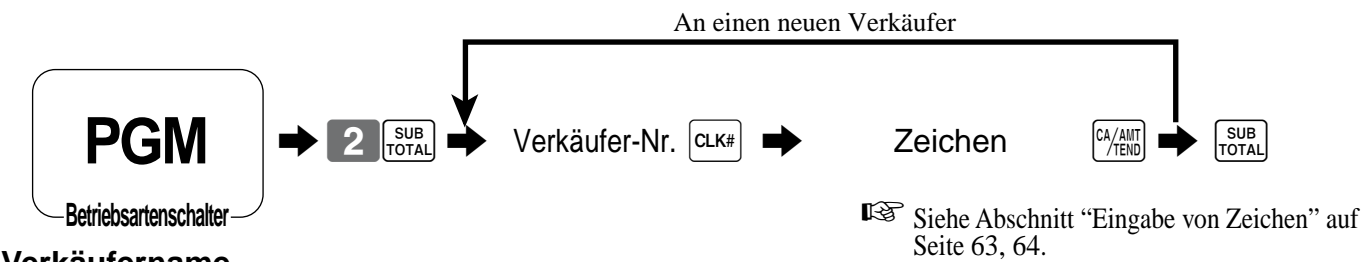 An einen neuen Verkäufer
PGM
Betriebsartenschalter
2 SUB TOTAL
Verkäufer-Nr. CLK#
Zeichen
CA/AMT /TEND
SUB TOTAL
Siehe Abschnitt “Eingabe von Zeichen” auf
Seite 63, 64.
Verkäufername